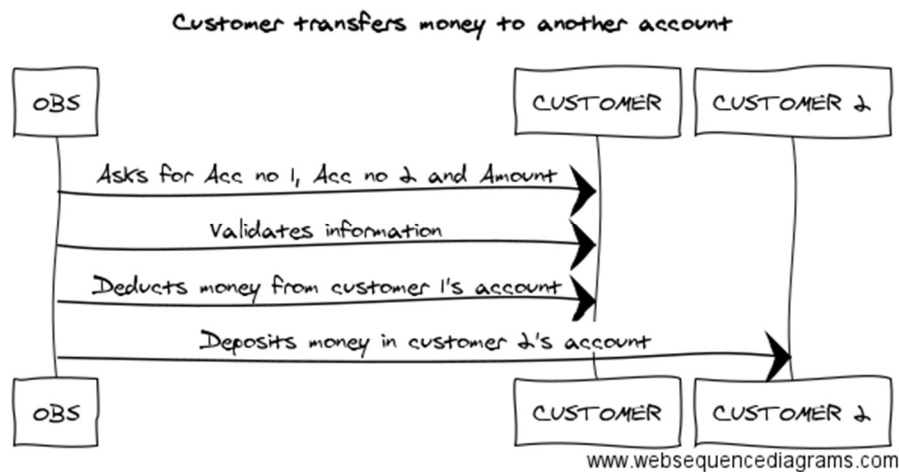 Customer transfers money to another account
OBS
CUSTOMER
CUSTOMER 2
Asks for Acc no 1, Acc no 2 and Amount
Validates information
Deducts money from customer 1's account
Deposits money in customer 2's account
OBS
CUSTOMER
CUSTOMER 2
www.websequencediagrams.com